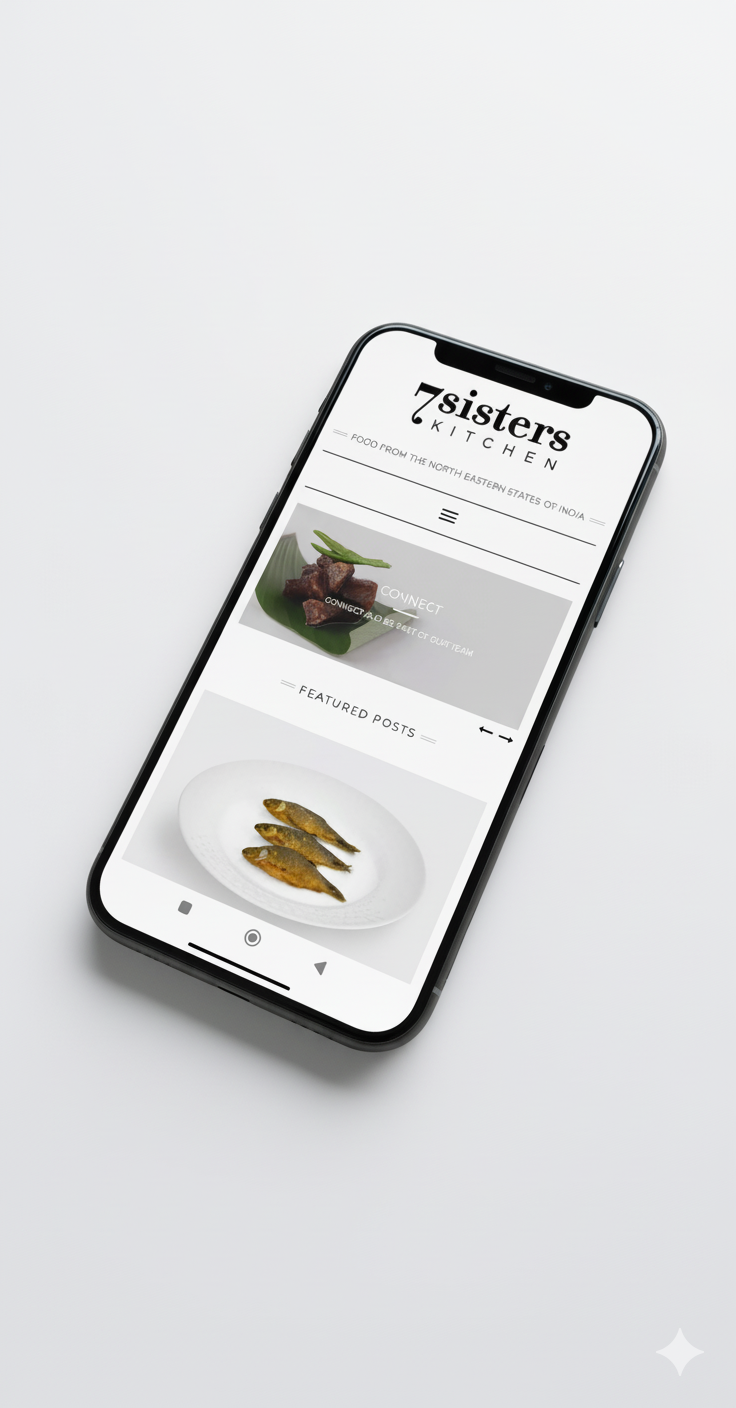 7sisters
KITCHEN
FOOD FROM THE NORTH EASTERN STATES OF INDIA
CONNECT
CONNECT AND BE PART OF OUR TEAM
FEATURED POSTS